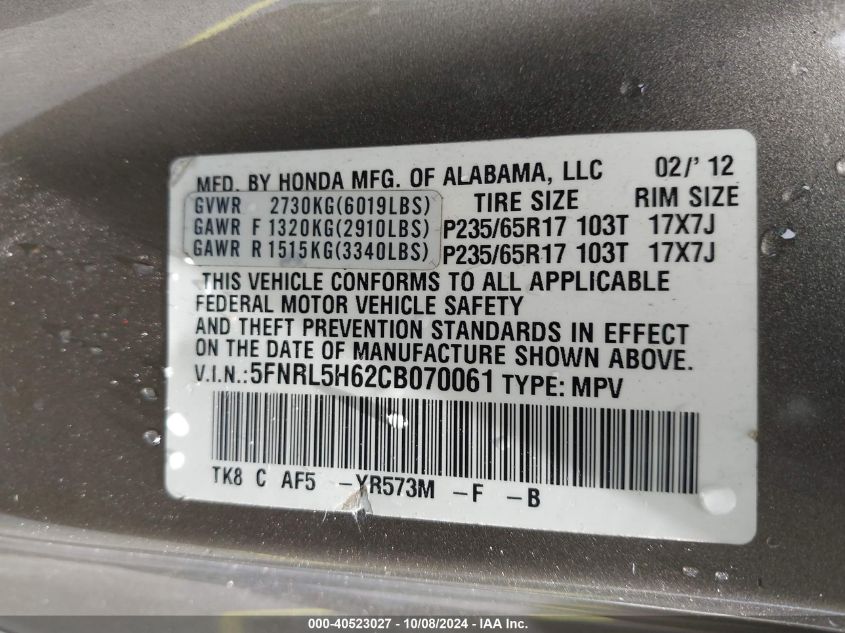 MFD. BY HONDA MFG. OF ALABAMA, LLC 02/' 12
GVWR 2730KG(6019LBS) TIRE SIZE RIM SIZE
GAWR F 1320KG(2910LBS) P235/65R17 103T 17X7J
GAWR R 1515KG(3340LBS) P235/65R17 103T 17X7J
THIS VEHICLE CONFORMS TO ALL APPLICABLE
FEDERAL MOTOR VEHICLE SAFETY
AND THEFT PREVENTION STANDARDS IN EFFECT
ON THE DATE OF MANUFACTURE SHOWN ABOVE.
V.I.N.: 5FNRL5H62CB070061 TYPE: MPV
TK8 C AF5 -YR573M -F -B
000-40523027 - 10/08/2024 - IAA Inc.